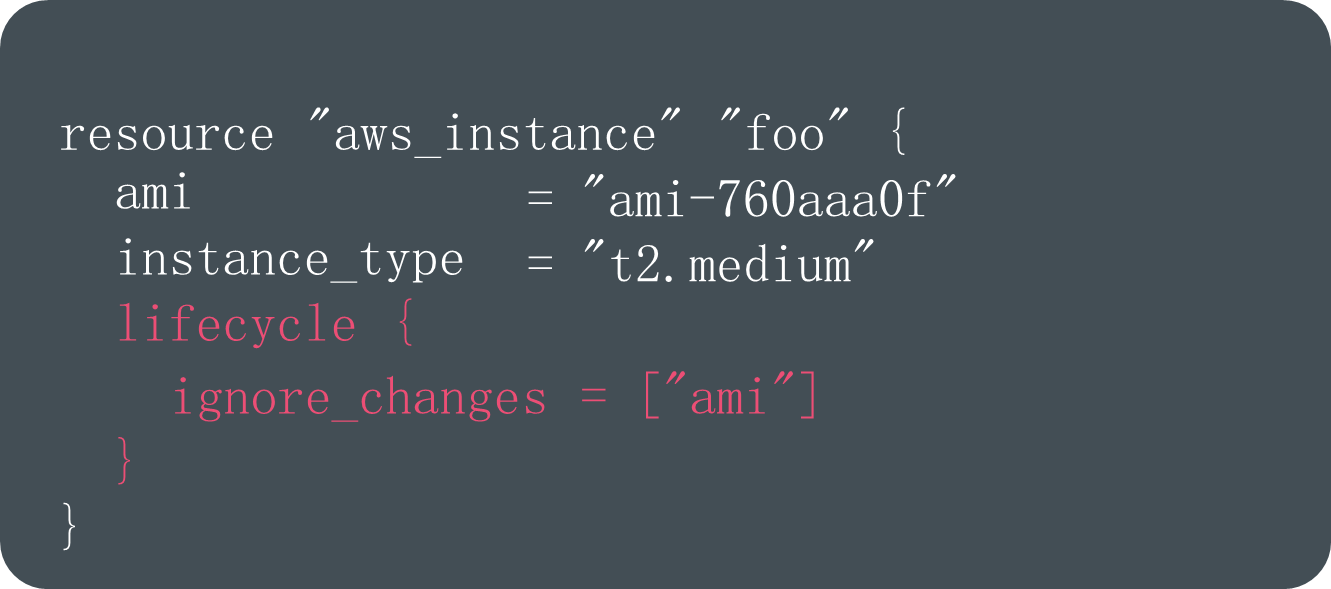 resource "aws_instance" "foo" {
  ami            = "ami-760aaa0f"
  instance_type  = "t2.medium"
  lifecycle {
    ignore_changes = ["ami"]
  }
}